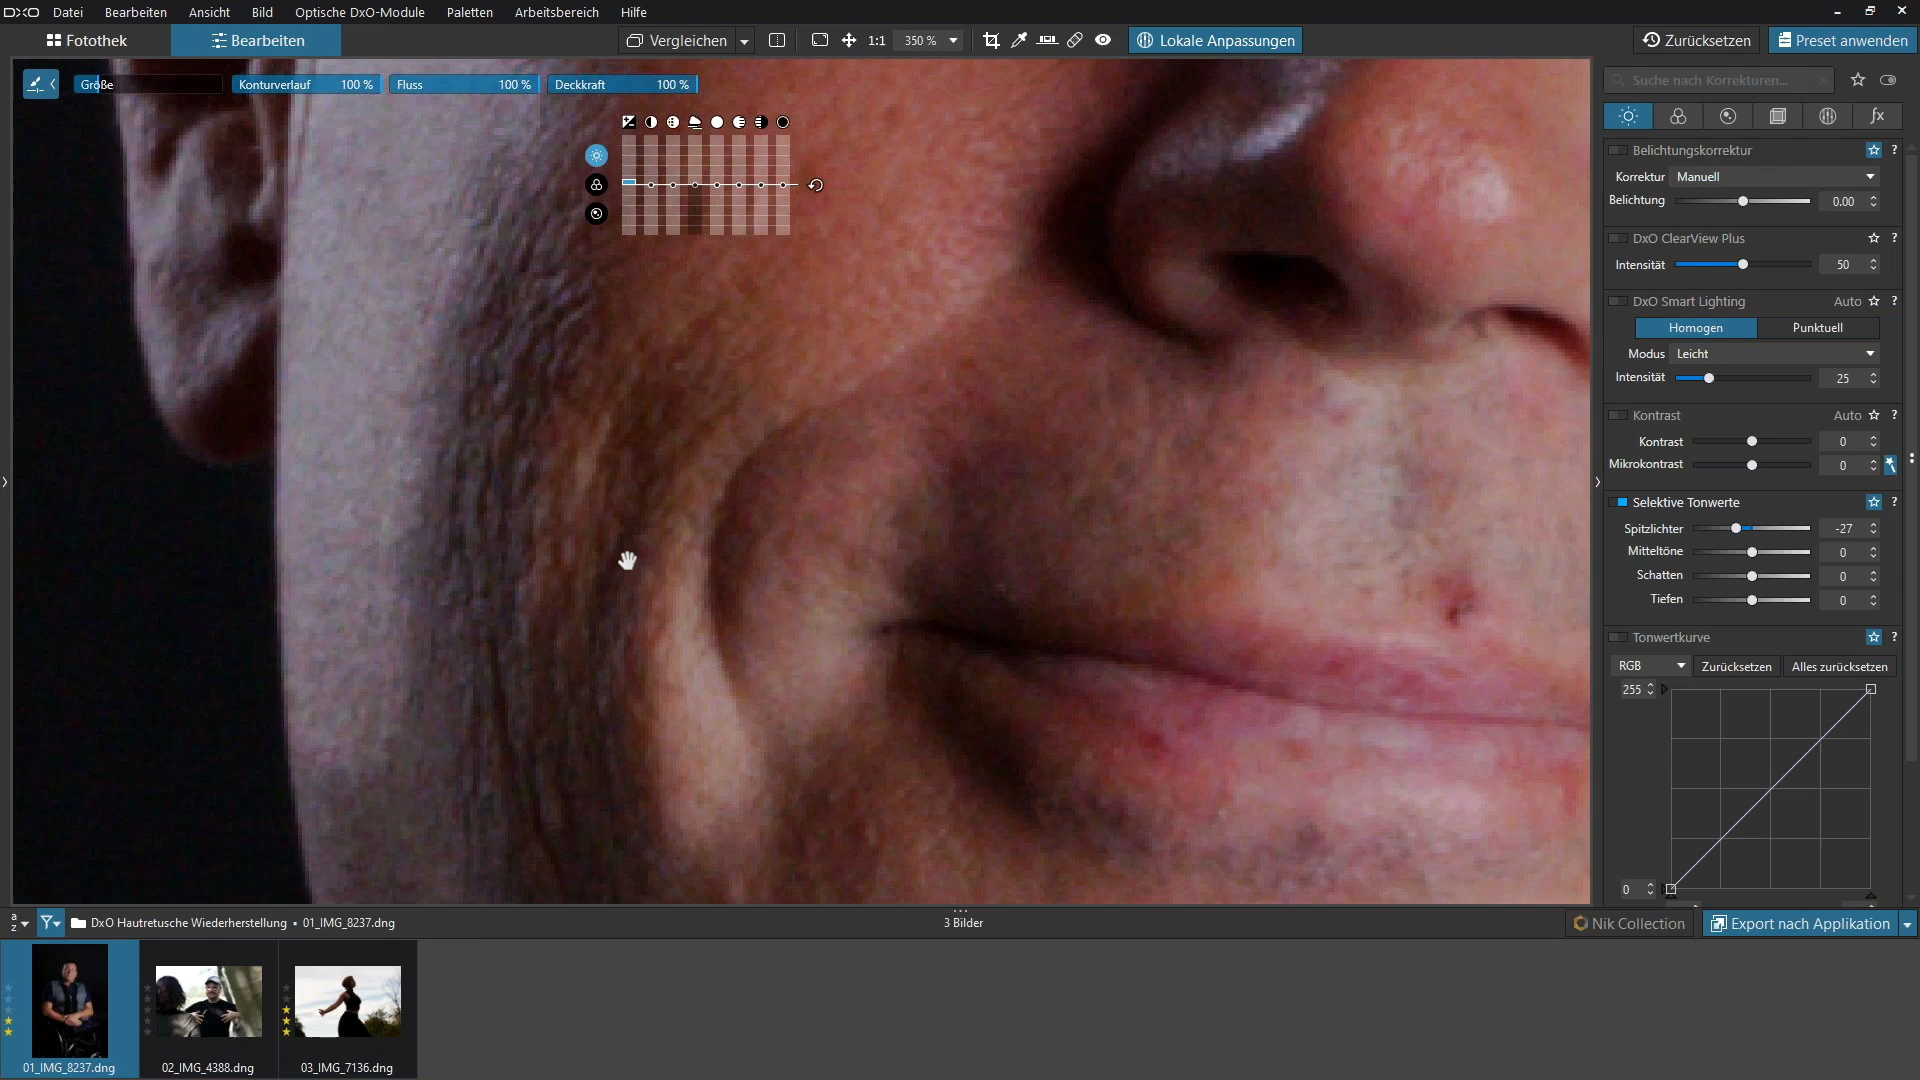 DXO Datei Bearbeiten Ansicht Bild Optische DxO-Module Paletten Arbeitsbereich Hilfe
Fotothek Bearbeiten Vergleichen 1:1 350 % Lokale Anpassungen Zurücksetzen Preset anwenden
Größe Konturverlauf 100 % Fluss 100 % Deckkraft 100 %
Suche nach Korrekturen...
fx
Belichtungskorrektur ?
Korrektur Manuell
Belichtung 0.00
DxO ClearView Plus ?
Intensität 50
DxO Smart Lighting Auto ?
Homogen Punktuell
Modus Leicht
Intensität 25
Kontrast Auto ?
Kontrast 0
Mikrokontrast 0
Selektive Tonwerte ?
Spitzlichter -27
Mitteltöne 0
Schatten 0
Tiefen 0
Tonwertkurve ?
RGB Zurücksetzen Alles zurücksetzen
255
0
a
z
DxO Hautretusche Wiederherstellung • 01_IMG_8237.dng 3 Bilder Nik Collection Export nach Applikation
01_IMG_8237.dng 02_IMG_4388.dng 03_IMG_7136.dng